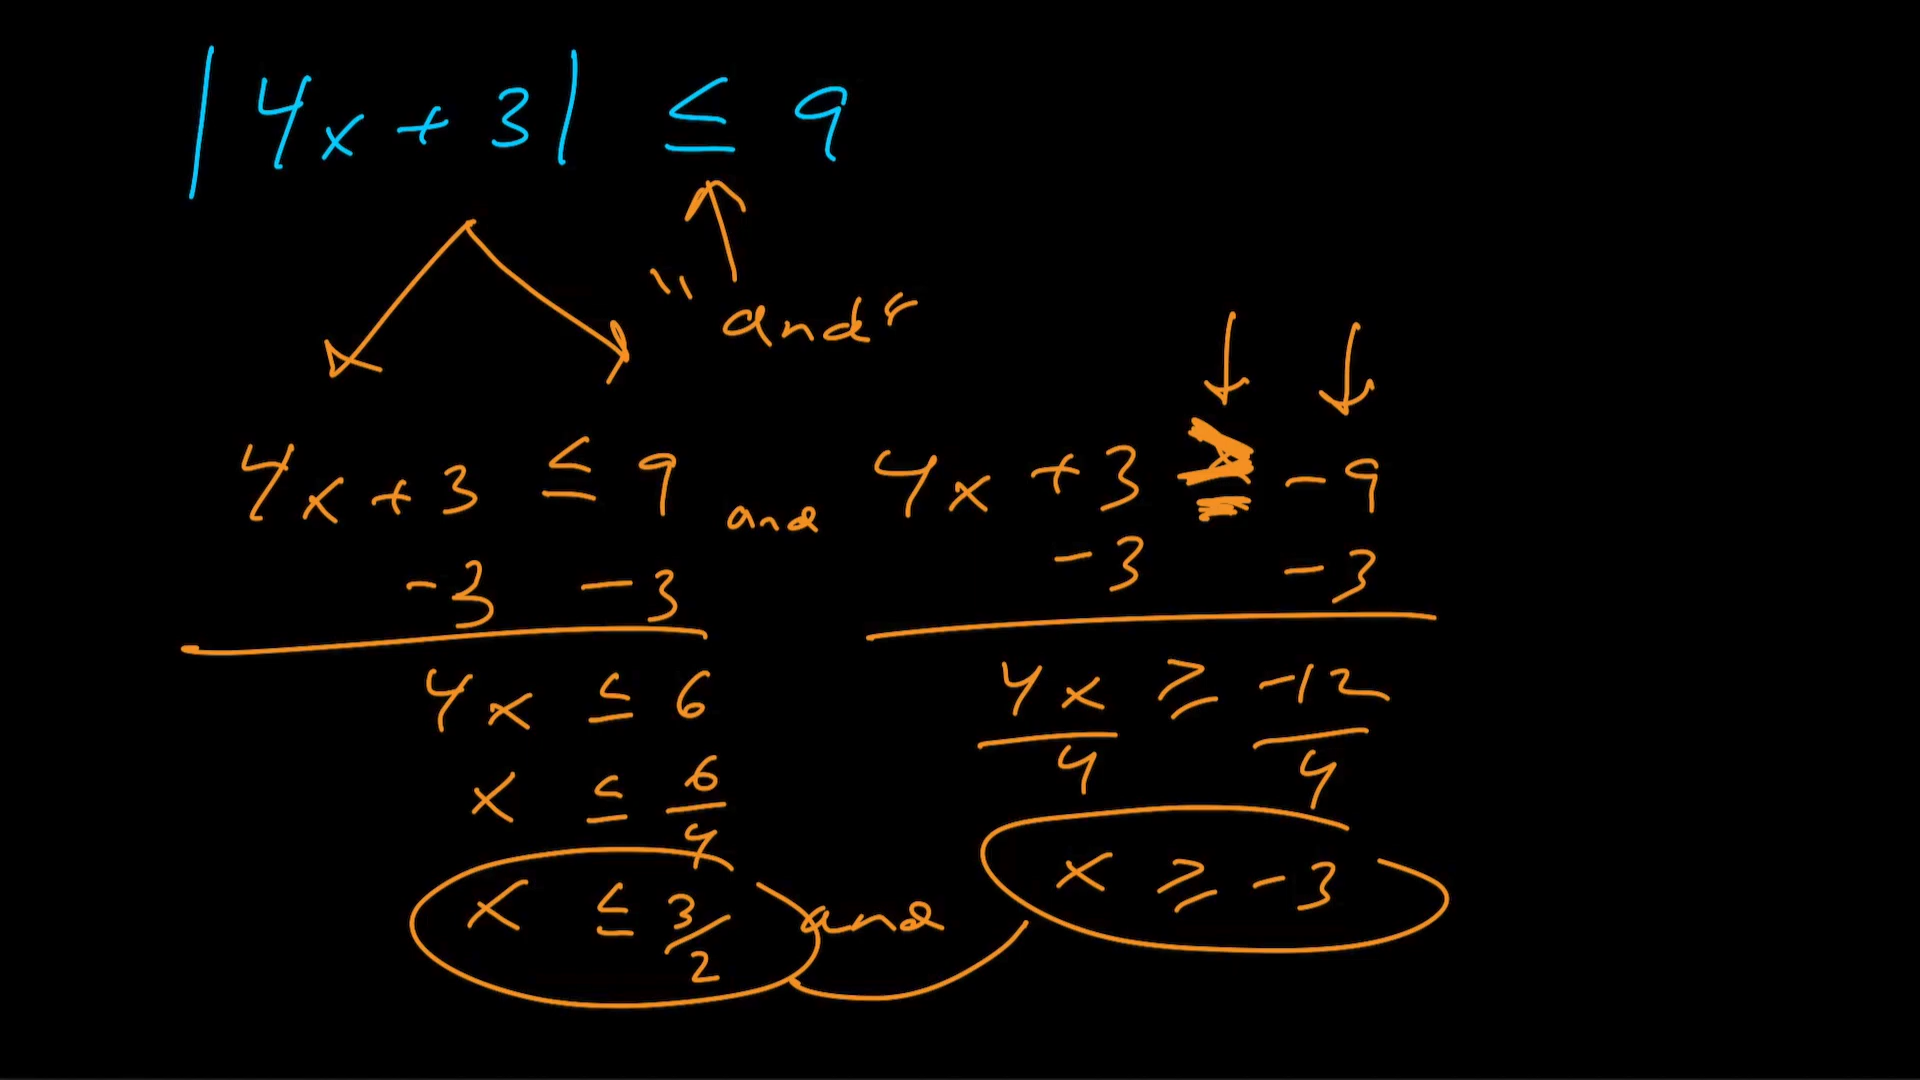 |4x + 3| ≤ 9
"and"
4x + 3 ≤ 9 and 4x + 3 ≥ -9
-3 -3 -3 -3
4x ≤ 6 4x/4 ≥ -12/4
x ≤ 6/4
x ≤ 3/2 and x ≥ -3